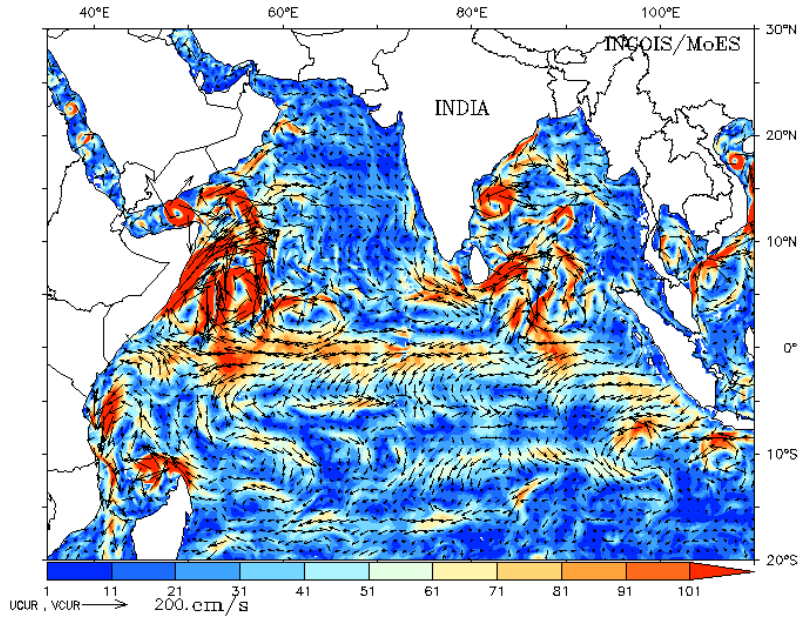 40°E 60°E 80°E 100°E
30°N
INCOIS/MoES
INDIA
20°N
10°N
0°
10°S
20°S
1 11 21 31 41 51 61 71 81 91 101
UCUR , VCUR 200.cm/s